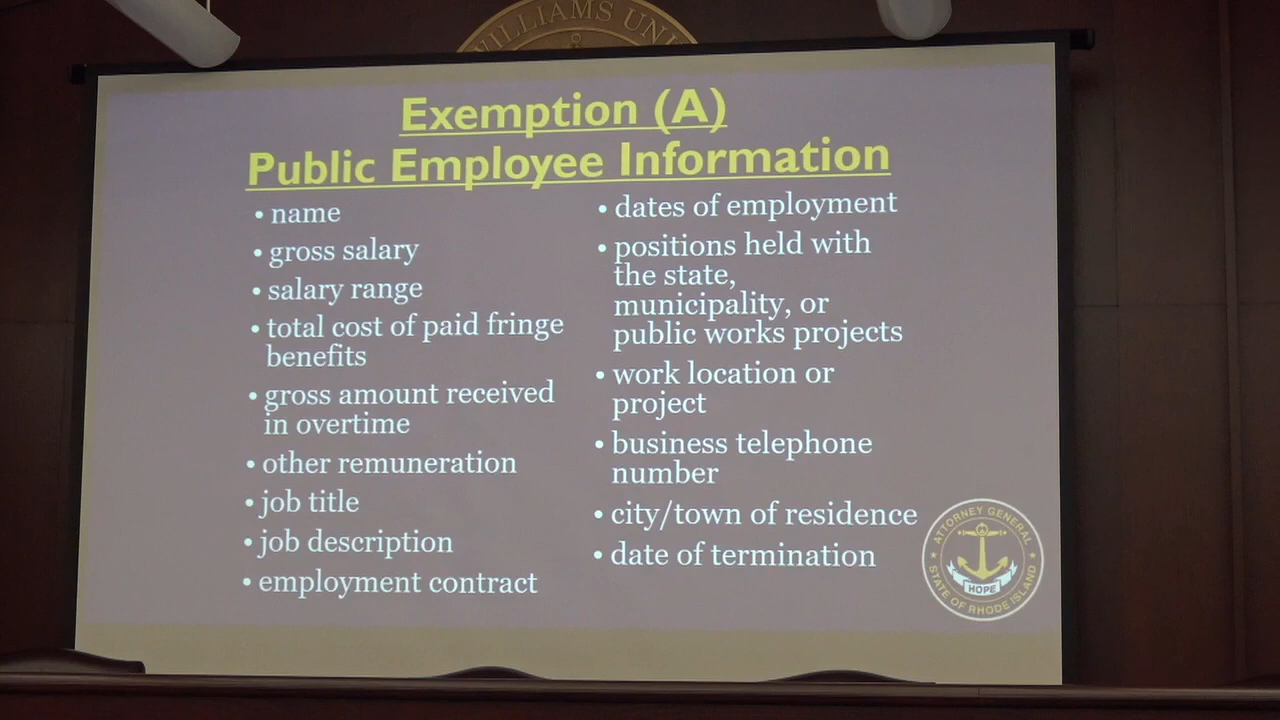 WILLIAMS UNI
Exemption (A)
Public Employee Information
• name
• gross salary
• salary range
• total cost of paid fringe
benefits
• gross amount received
in overtime
• other remuneration
• job title
• job description
• employment contract
• dates of employment
• positions held with
the state,
municipality, or
public works projects
• work location or
project
• business telephone
number
• city/town of residence
• date of termination
ATTORNEY GENERAL
HOPE
STATE OF RHODE ISLAND